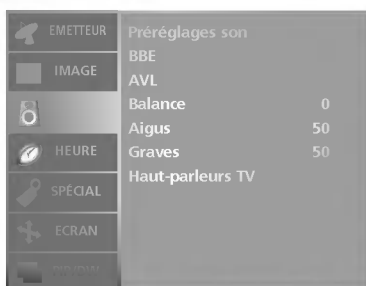 EMETTEUR
IMAGE
HEURE
SPÉCIAL
ECRAN
Préréglages son
BBE
AVL
Balance 0
Aigus 50
Graves 50
Haut-parleurs TV